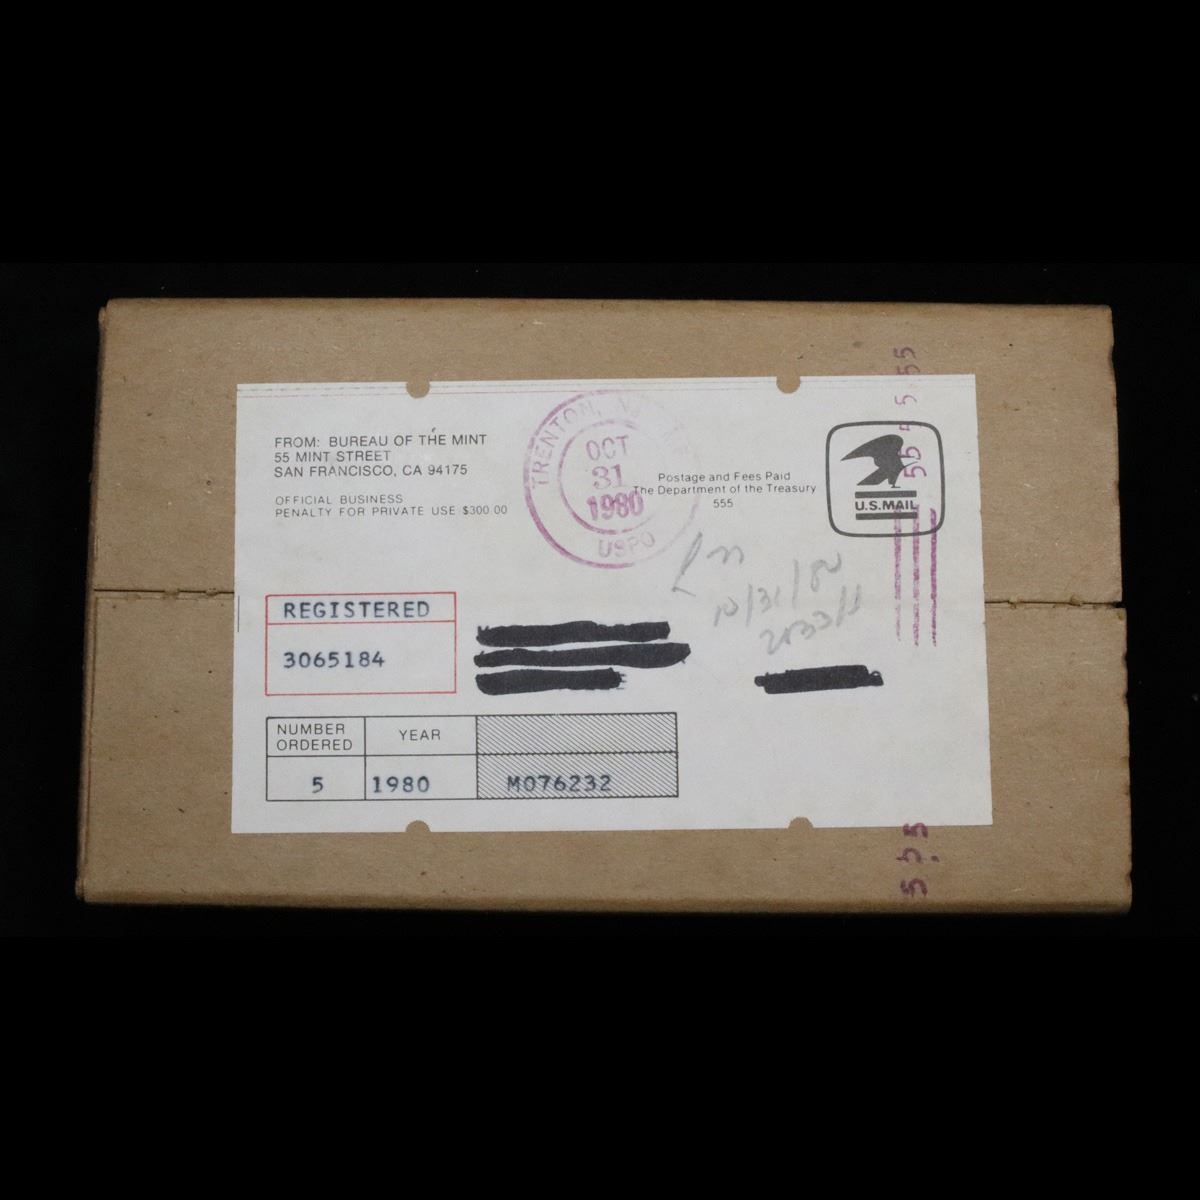 FROM: BUREAU OF THE MINT
55 MINT STREET
SAN FRANCISCO, CA 94175
OFFICIAL BUSINESS
PENALTY FOR PRIVATE USE $300.00
TRENTON, NJ
OCT
31
1980
USPO
Postage and Fees Paid
The Department of the Treasury
555
U.S.MAIL
10/31/80
REGISTERED
3065184
NUMBER ORDERED
YEAR
5
1980
M076232